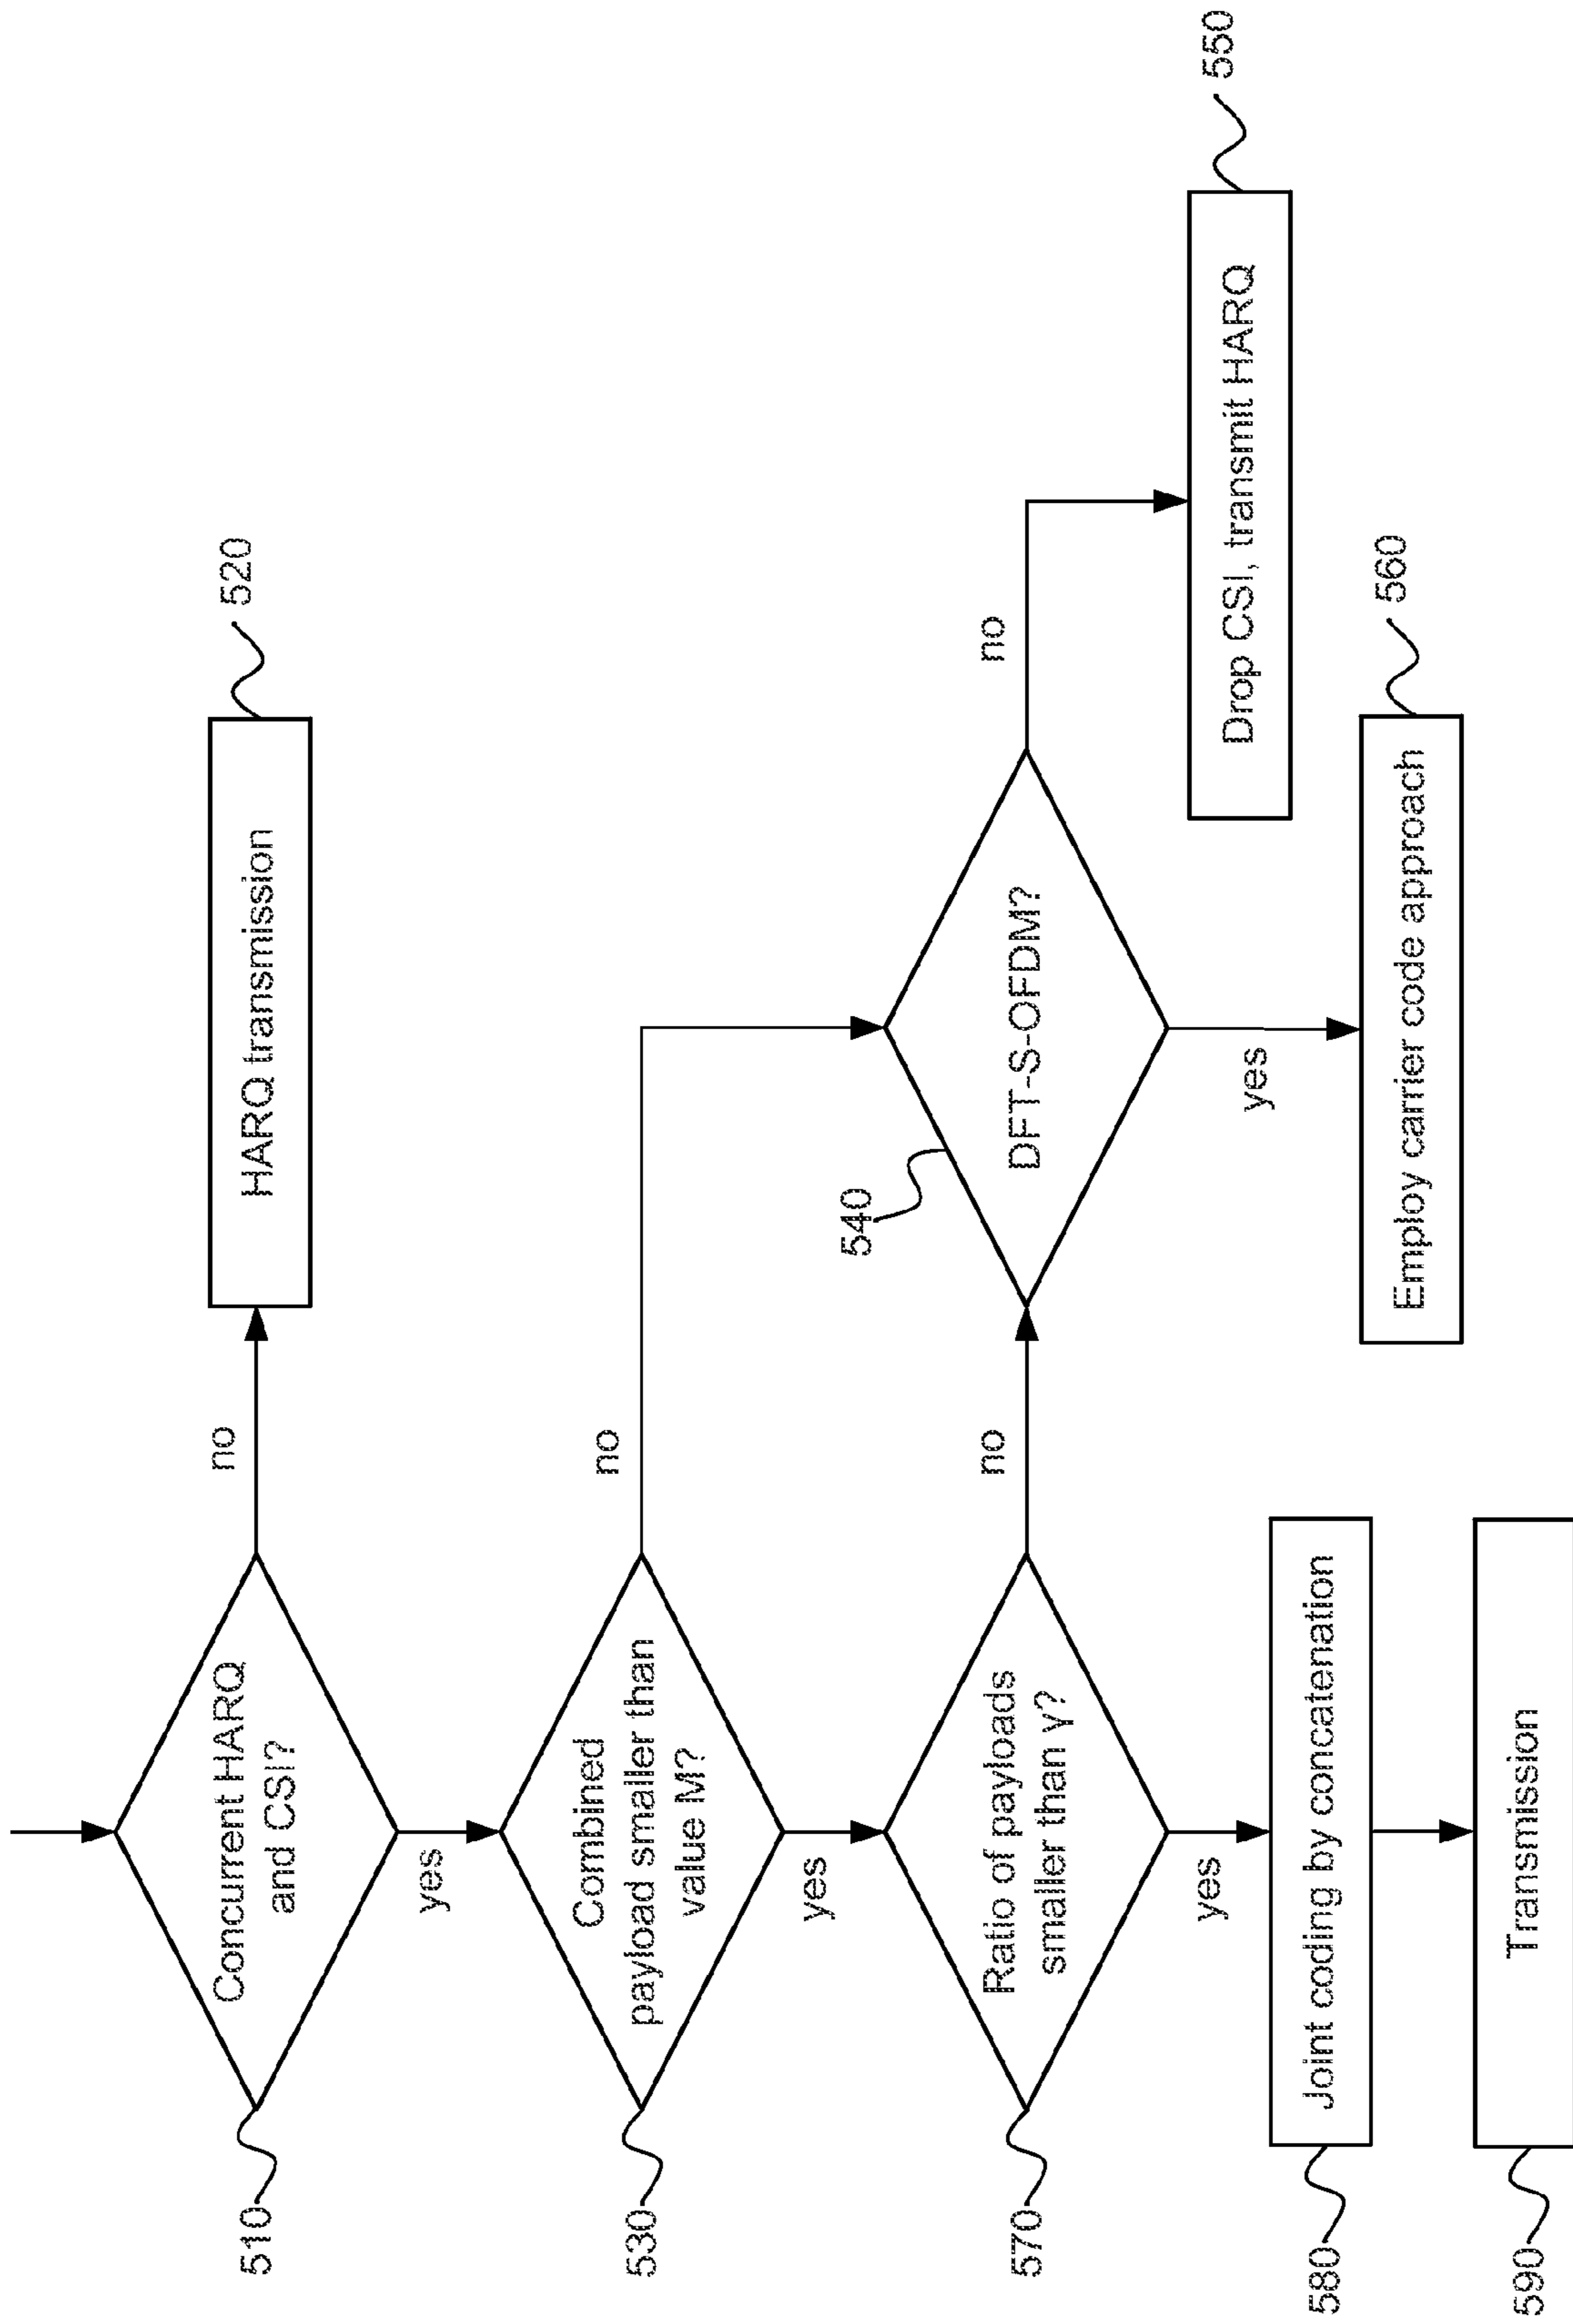 510
Concurrent HARQ
and CSI?
no
HARQ transmission
520
yes
530
Combined
payload smaller than
value M?
no
yes
570
Ratio of payloads
smaller than γ?
no
540
DFT-S-OFDM?
no
Drop CSI, transmit HARQ
550
yes
Employ carrier code approach
560
yes
580
Joint coding by concatenation
590
Transmission